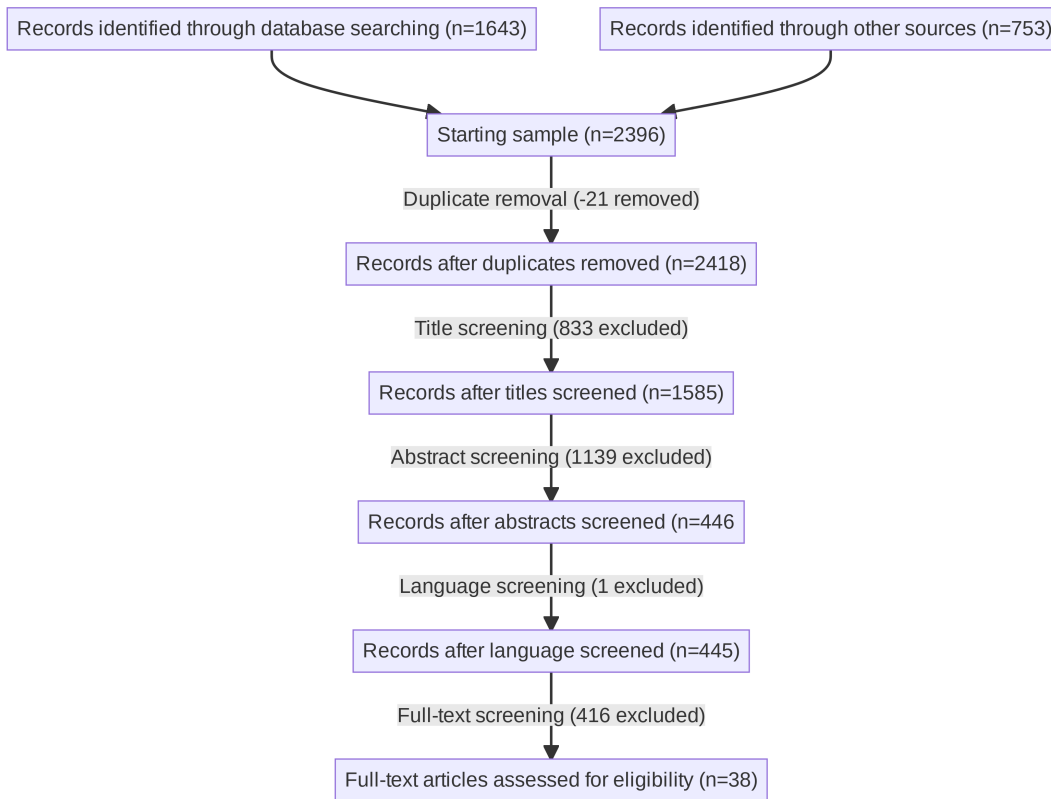 Records identified through database searching (n=1643)
Records identified through other sources (n=753)
Starting sample (n=2396)
Duplicate removal (-21 removed)
Records after duplicates removed (n=2418)
Title screening (833 excluded)
Records after titles screened (n=1585)
Abstract screening (1139 excluded)
Records after abstracts screened (n=446
Language screening (1 excluded)
Records after language screened (n=445)
Full-text screening (416 excluded)
Full-text articles assessed for eligibility (n=38)